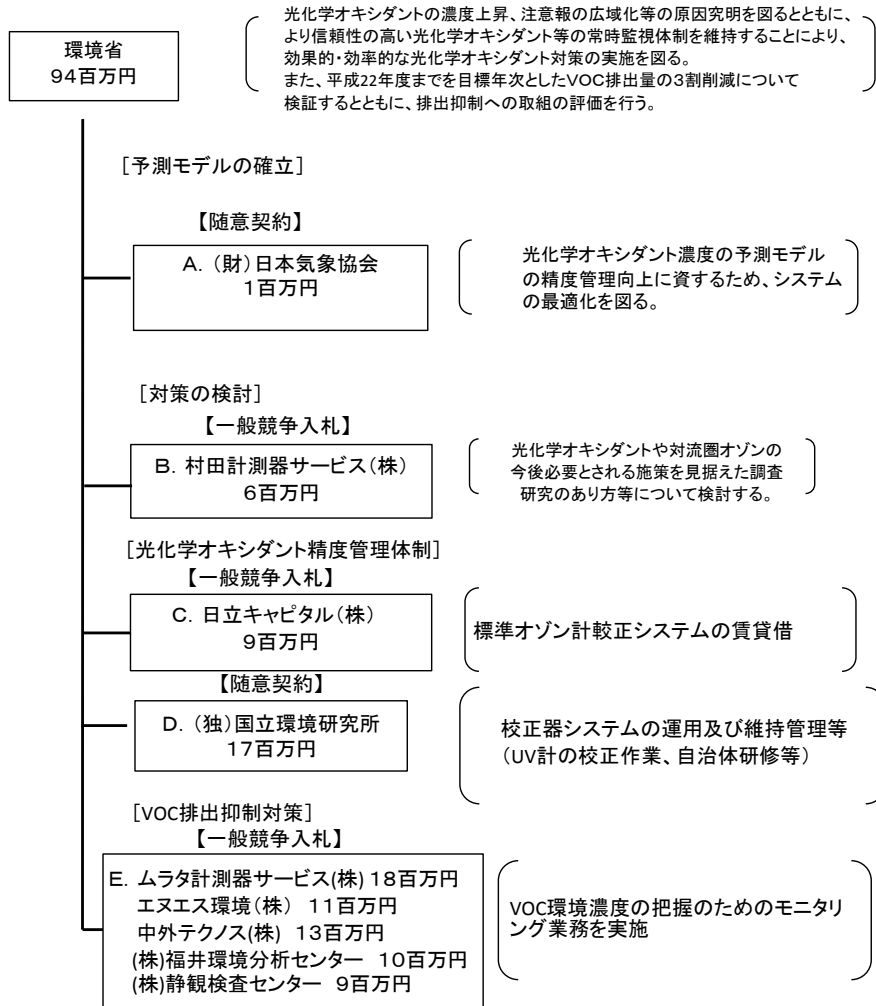 環境省
94百万円
光化学オキシダントの濃度上昇、注意報の広域化等の原因究明を図るとともに、
より信頼性の高い光化学オキシダント等の常時監視体制を維持することにより、
効果的・効率的な光化学オキシダント対策の実施を図る。
また、平成22年度までを目標年次としたVOC排出量の3割削減について
検証するとともに、排出抑制への取組の評価を行う。
［予測モデルの確立］
【随意契約】
A．（財）日本気象協会
1百万円
光化学オキシダント濃度の予測モデル
の精度管理向上に資するため、システム
の最適化を図る。
［対策の検討］
【一般競争入札】
B．村田計測器サービス（株）
6百万円
光化学オキシダントや対流圏オゾンの
今後必要とされる施策を見据えた調査
研究のあり方等について検討する。
［光化学オキシダント精度管理体制］
【一般競争入札】
C．日立キャピタル（株）
9百万円
標準オゾン計較正システムの賃貸借
【随意契約】
D．（独）国立環境研究所
17百万円
校正器システムの運用及び維持管理等
（UV計の校正作業、自治体研修等）
［VOC排出抑制対策］
【一般競争入札】
E．ムラタ計測器サービス(株) 18百万円
エヌエス環境（株） 11百万円
中外テクノス(株) 13百万円
(株)福井環境分析センター 10百万円
(株)静観検査センター 9百万円
VOC環境濃度の把握のためのモニタリ
ング業務を実施